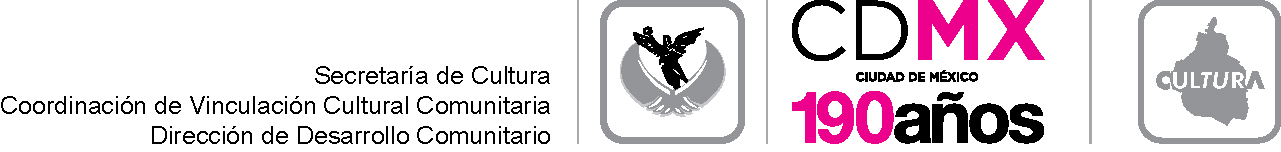 Secretaría de Cultura
Coordinación de Vinculación Cultural Comunitaria
Dirección de Desarrollo Comunitario
CDMX
CIUDAD DE MÉXICO
190años
CULTURA